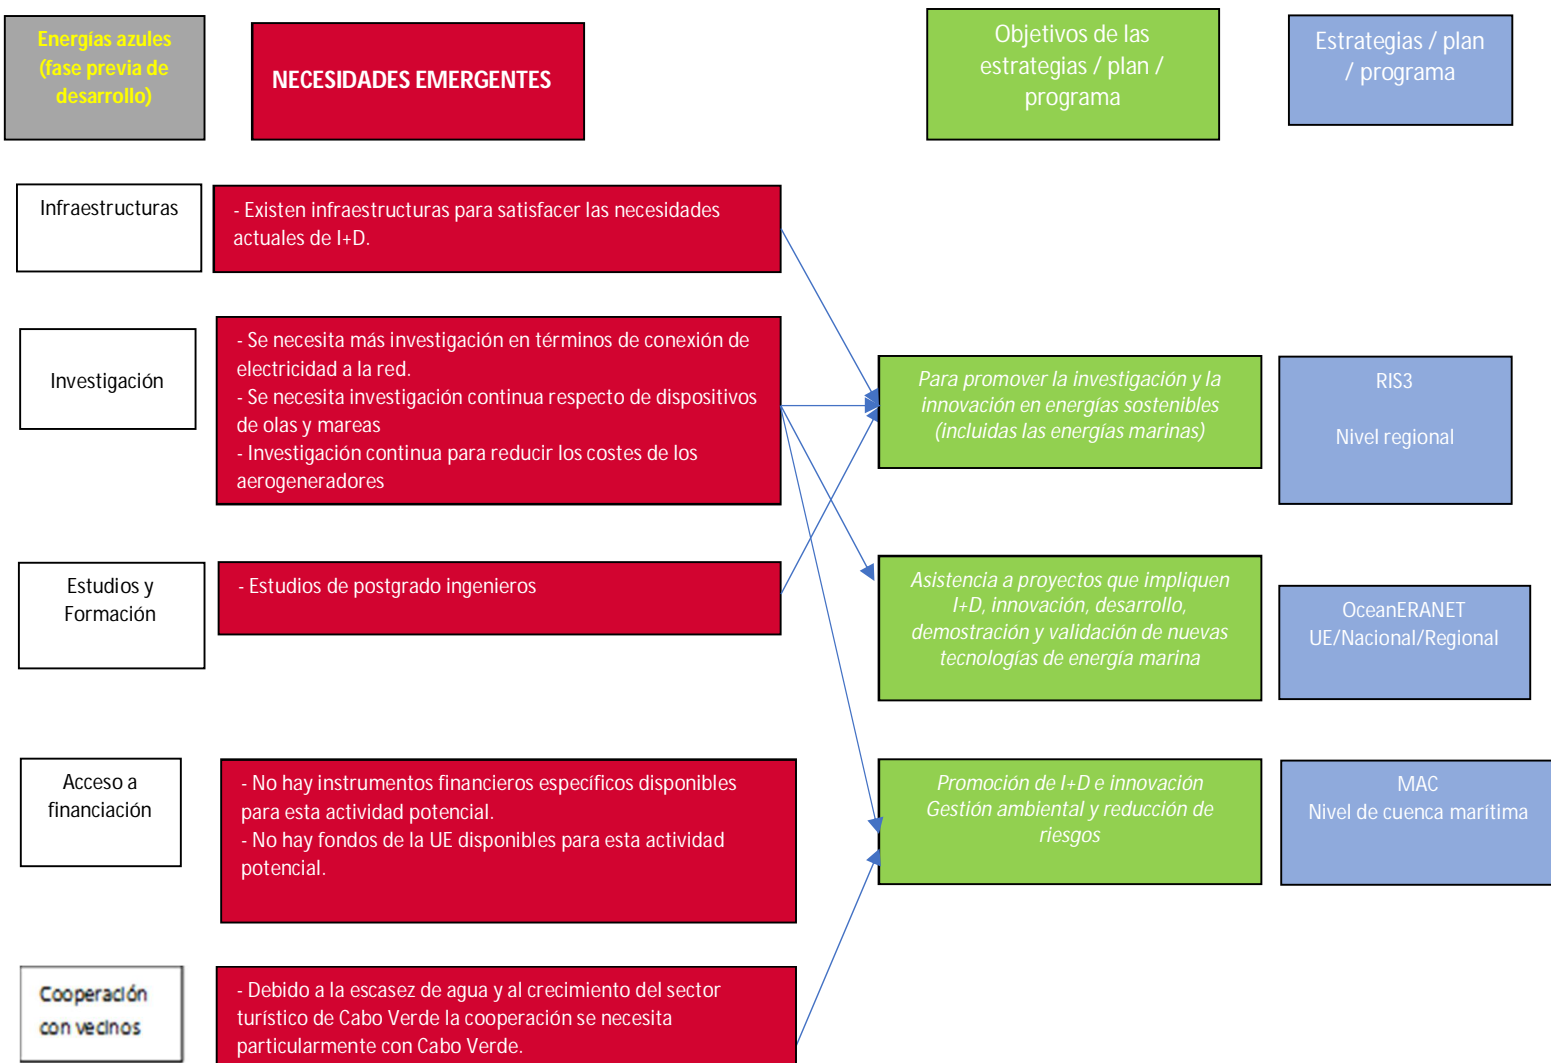 Energías azules
(fase previa de
desarrollo)
NECESIDADES EMERGENTES
Objetivos de las
estrategias / plan /
programa
Estrategias / plan
/ programa
Infraestructuras
- Existen infraestructuras para satisfacer las necesidades
actuales de I+D.
Investigación
- Se necesita más investigación en términos de conexión de
electricidad a la red.
- Se necesita investigación continua respecto de dispositivos
de olas y mareas
- Investigación continua para reducir los costes de los
aerogeneradores
Para promover la investigación y la
innovación en energías sostenibles
(incluidas las energías marinas)
RIS3
Nivel regional
Estudios y
Formación
- Estudios de postgrado ingenieros
Asistencia a proyectos que impliquen
I+D, innovación, desarrollo,
demostración y validación de nuevas
tecnologías de energía marina
OceanERANET
UE/Nacional/Regional
Acceso a
financiación
- No hay instrumentos financieros específicos disponibles
para esta actividad potencial.
- No hay fondos de la UE disponibles para esta actividad
potencial.
Promoción de I+D e innovación
Gestión ambiental y reducción de
riesgos
MAC
Nivel de cuenca marítima
Cooperación
con vecinos
- Debido a la escasez de agua y al crecimiento del sector
turístico de Cabo Verde la cooperación se necesita
particularmente con Cabo Verde.